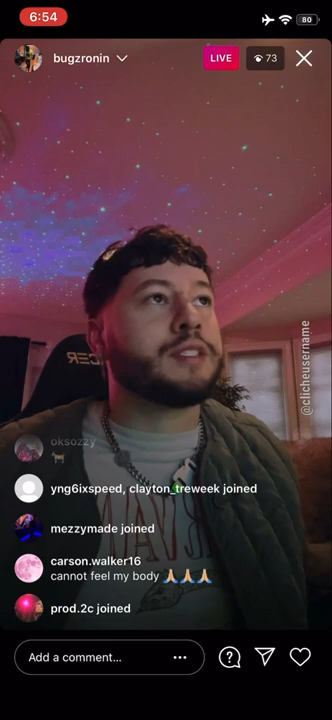 6:54
80
bugzronin
LIVE
73
@clicheusername
oksozzy
yng6ixspeed, clayton_treweek joined
mezzymade joined
carson.walker16
cannot feel my body 🙏🏼🙏🏼🙏🏼
prod.2c joined
Add a comment...